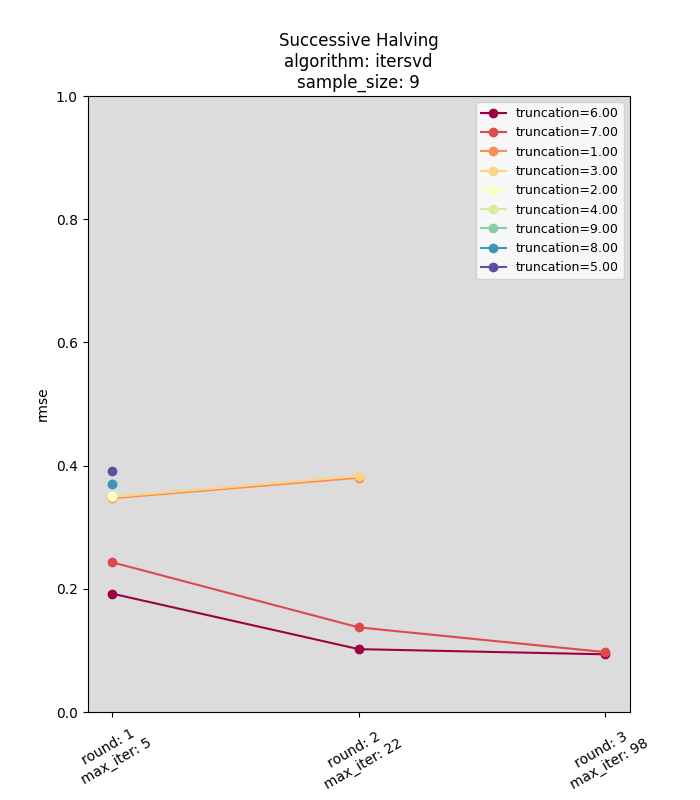 Successive Halving
algorithm: itersvd
sample_size: 9
1.0
0.8
0.6
0.4
0.2
0.0
rmse
truncation=6.00
truncation=7.00
truncation=1.00
truncation=3.00
truncation=2.00
truncation=4.00
truncation=9.00
truncation=8.00
truncation=5.00
round: 1
max_iter: 5
round: 2
max_iter: 22
round: 3
max_iter: 98